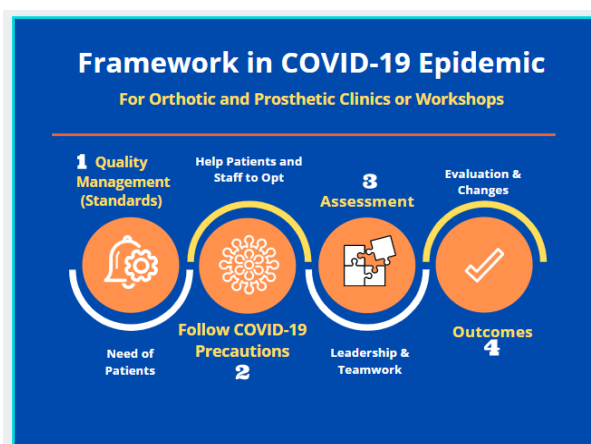 Framework in COVID-19 Epidemic
For Orthotic and Prosthetic Clinics or Workshops
1 Quality
Management
(Standards)
Need of
Patients
Help Patients and
Staff to Opt
Follow COVID-19
Precautions
2
3
Assessment
Leadership &
Teamwork
Evaluation &
Changes
Outcomes
4